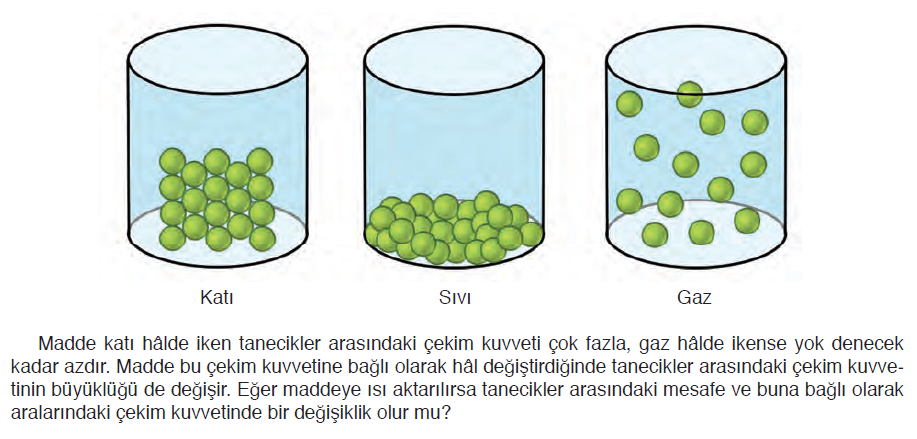 Katı Sıvı Gaz
Madde katı hâlde iken tanecikler arasındaki çekim kuvveti çok fazla, gaz hâlde ikense yok denecek
kadar azdır. Madde bu çekim kuvvetine bağlı olarak hâl değiştirdiğinde tanecikler arasındaki çekim kuvve-
tinin büyüklüğü de değişir. Eğer maddeye ısı aktarılırsa tanecikler arasındaki mesafe ve buna bağlı olarak
aralarındaki çekim kuvvetinde bir değişiklik olur mu?